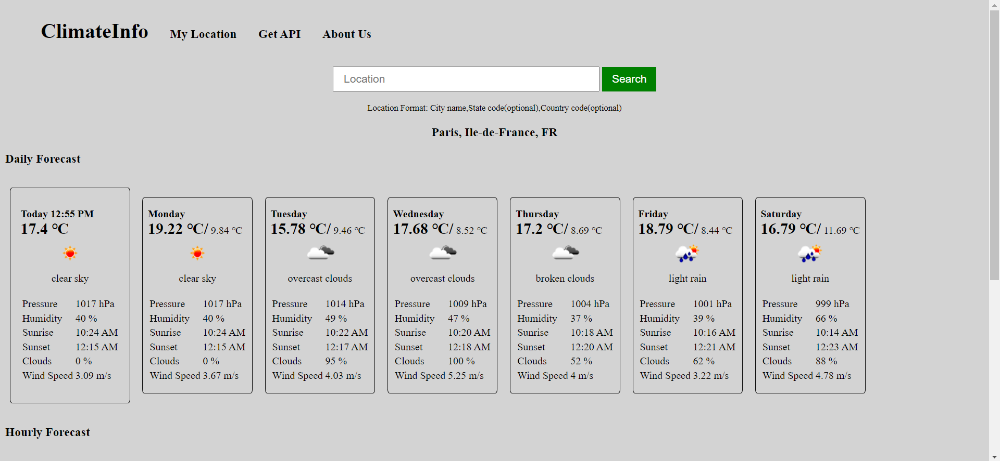 ClimateInfo My Location Get API About Us
Location Search
Location Format: City name,State code(optional),Country code(optional)
Paris, Ile-de-France, FR
Daily Forecast
Today 12:55 PM
17.4 °C
clear sky
Pressure 1017 hPa
Humidity 40 %
Sunrise 10:24 AM
Sunset 12:15 AM
Clouds 0 %
Wind Speed 3.09 m/s
Monday
19.22 °C/ 9.84 °C
clear sky
Pressure 1017 hPa
Humidity 40 %
Sunrise 10:24 AM
Sunset 12:15 AM
Clouds 0 %
Wind Speed 3.67 m/s
Tuesday
15.78 °C/ 9.46 °C
overcast clouds
Pressure 1014 hPa
Humidity 49 %
Sunrise 10:22 AM
Sunset 12:17 AM
Clouds 95 %
Wind Speed 4.03 m/s
Wednesday
17.68 °C/ 8.52 °C
overcast clouds
Pressure 1009 hPa
Humidity 47 %
Sunrise 10:20 AM
Sunset 12:18 AM
Clouds 100 %
Wind Speed 5.25 m/s
Thursday
17.2 °C/ 8.69 °C
broken clouds
Pressure 1004 hPa
Humidity 37 %
Sunrise 10:18 AM
Sunset 12:20 AM
Clouds 52 %
Wind Speed 4 m/s
Friday
18.79 °C/ 8.44 °C
light rain
Pressure 1001 hPa
Humidity 39 %
Sunrise 10:16 AM
Sunset 12:21 AM
Clouds 62 %
Wind Speed 3.22 m/s
Saturday
16.79 °C/ 11.69 °C
light rain
Pressure 999 hPa
Humidity 66 %
Sunrise 10:14 AM
Sunset 12:23 AM
Clouds 88 %
Wind Speed 4.78 m/s
Hourly Forecast